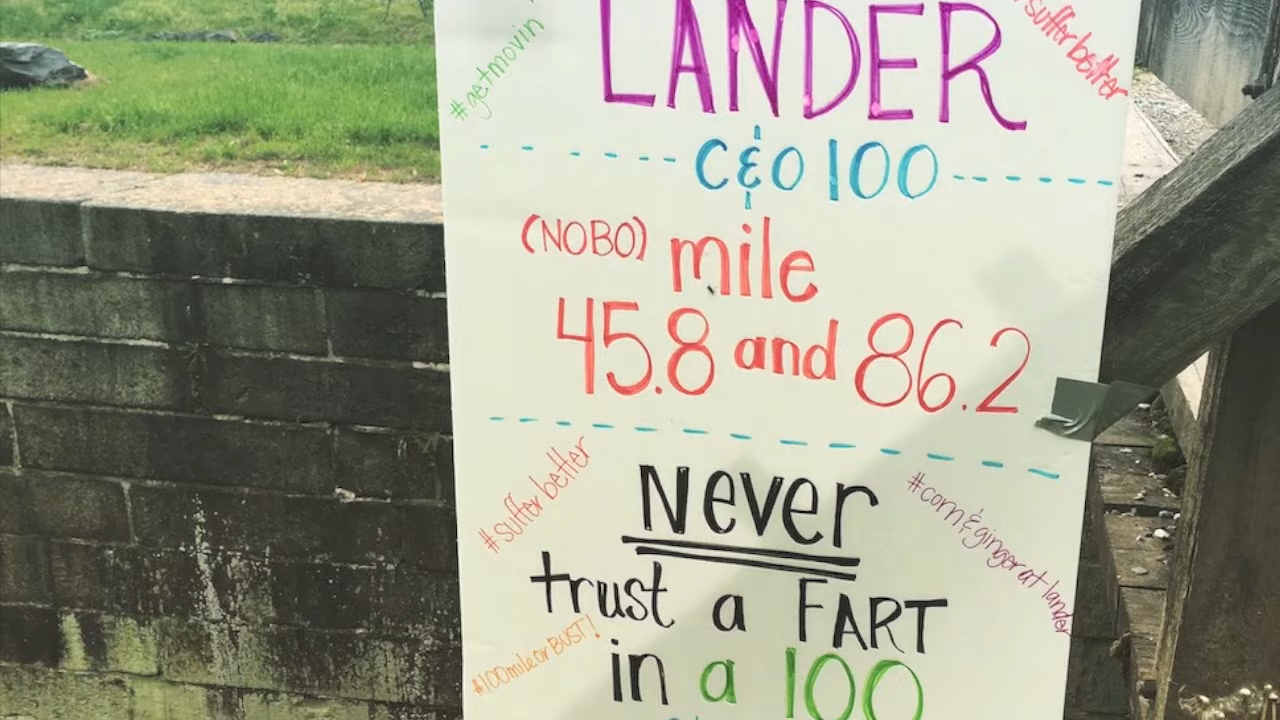 LANDER
#getmovin
#sufferbetter
C&O 100
(NOBO) mile
45.8 and 86.2
#sufferbetter
Never
#corn&gingeratlander
trust a FART
#100mileorBUST!
in a 100